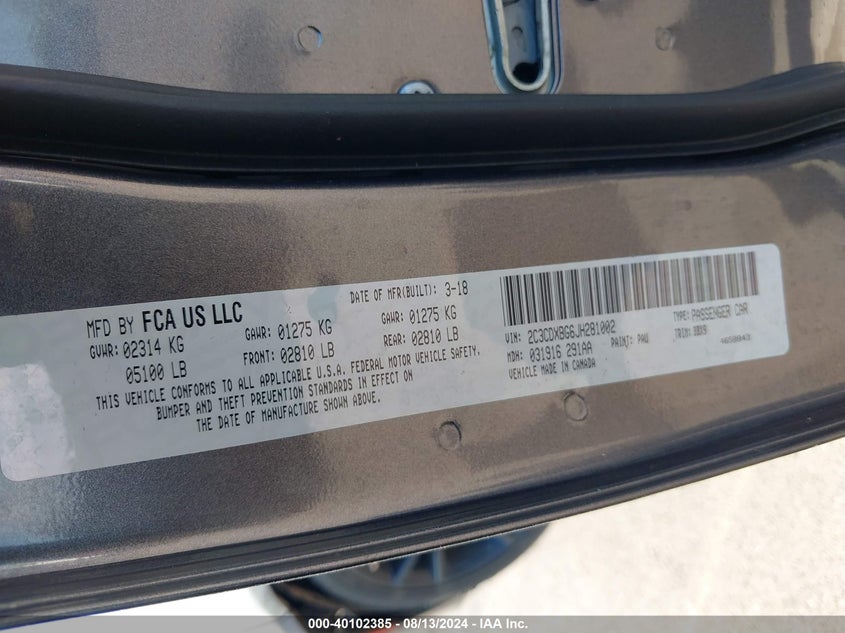 MFD BY FCA US LLC
DATE OF MFR(BUILT): 3-18
GVWR: 02314 KG
05100 LB
GAWR: 01275 KG
FRONT: 02810 LB
GAWR: 01275 KG
REAR: 02810 LB
THIS VEHICLE CONFORMS TO ALL APPLICABLE U.S.A. FEDERAL MOTOR VEHICLE SAFETY,
BUMPER AND THEFT PREVENTION STANDARDS IN EFFECT ON
THE DATE OF MANUFACTURE SHOWN ABOVE.
VIN: 2C3CDXBG6JH281002
TYPE: PASSENGER CAR
MDH: 031916 291AA
PAINT: PAU
TRIM:
VEHICLE MADE IN CANADA
000-40102385 - 08/13/2024 - IAA Inc.